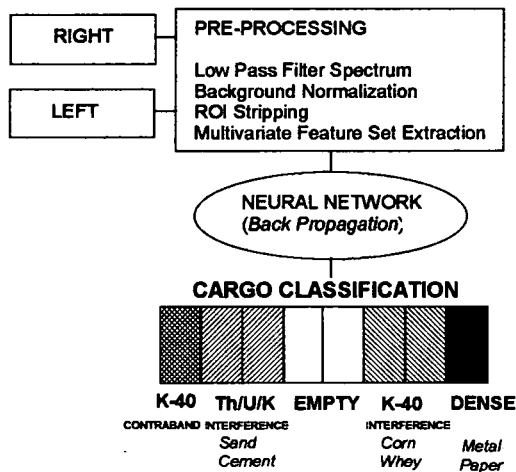 RIGHT
LEFT
PRE-PROCESSING
Low Pass Filter Spectrum
Background Normalization
ROI Stripping
Multivariate Feature Set Extraction
NEURAL NETWORK
(Back Propagation)
CARGO CLASSIFICATION
K-40 Th/U/K EMPTY K-40 DENSE
CONTRABAND INTERFERENCE INTERFERENCE
Sand Corn Metal
Cement Whey Paper